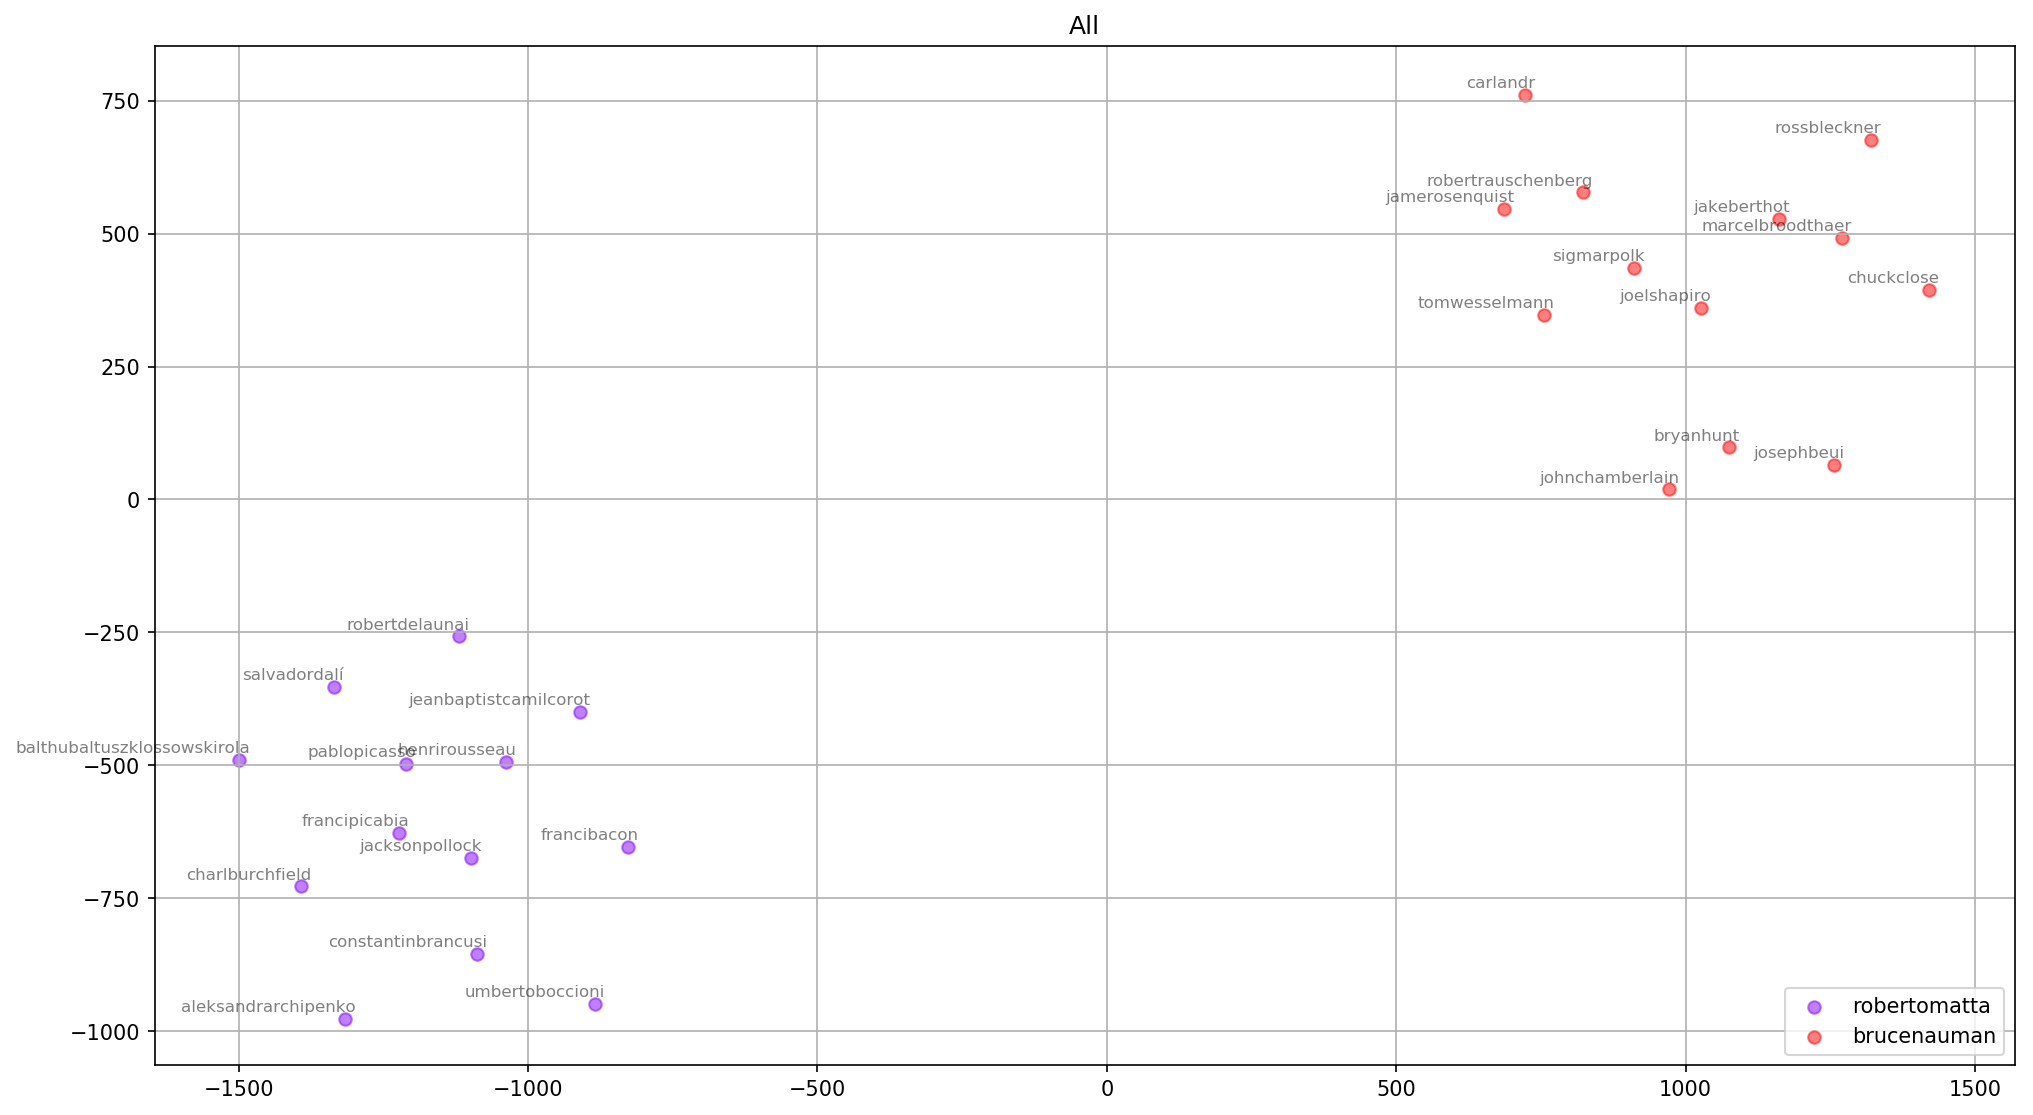 All
carlandr
750
rossbleckner
robertrauschenberg
jamerosenquist
jakeberthot
marcelbroodthaer
500
sigmarpolk
chuckclose
joelshapiro
tomwesselmann
250
bryanhunt
josephbeui
johnchamberlain
0
robertdelaunai
−250
salvadordalí
jeanbaptistcamilcorot
balthubaltuszklossowskirola
pablopicasso
henrirousseau
−500
francipicabia
francibacon
jacksonpollock
charlburchfield
−750
constantinbrancusi
umbertoboccioni
aleksandrarchipenko
−1000
robertomatta
brucenauman
−1500 −1000 −500 0 500 1000 1500